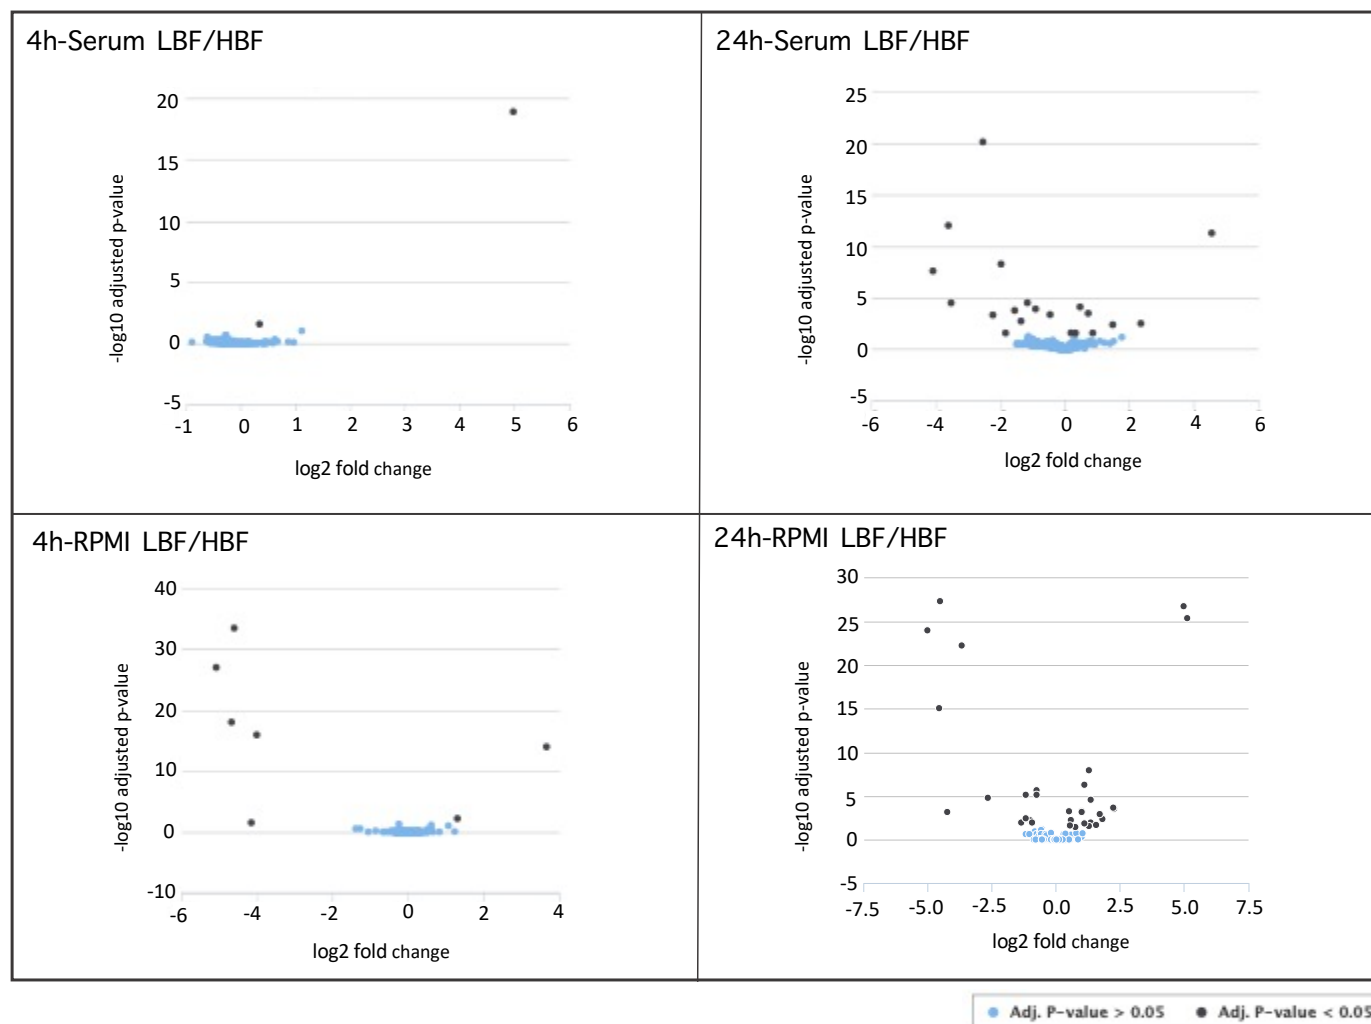 4h-Serum LBF/HBF
20
15
10
5
0
-5
-1 0 1 2 3 4 5 6
-log10 adjusted p-value
log2 fold change
24h-Serum LBF/HBF
25
20
15
10
5
0
-5
-6 -4 -2 0 2 4 6
-log10 adjusted p-value
log2 fold change
4h-RPMI LBF/HBF
40
30
20
10
0
-10
-6 -4 -2 0 2 4
-log10 adjusted p-value
log2 fold change
24h-RPMI LBF/HBF
30
25
20
15
10
5
0
-5
-7.5 -5.0 -2.5 0.0 2.5 5.0 7.5
-log10 adjusted p-value
log2 fold change
Adj. P-value > 0.05 Adj. P-value < 0.05